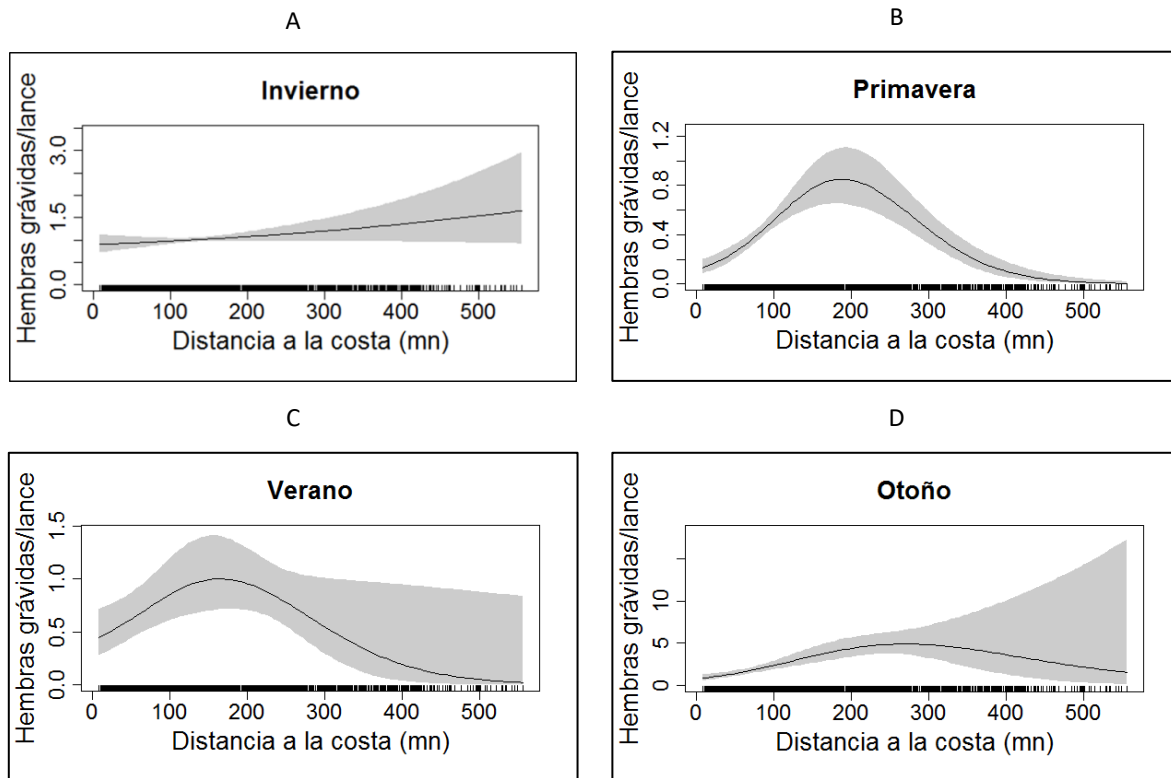 A
Invierno
Hembras grávidas/lance
3.0
1.5
0.0
0 100 200 300 400 500
Distancia a la costa (mn)
B
Primavera
Hembras grávidas/lance
1.2
0.8
0.4
0.0
0 100 200 300 400 500
Distancia a la costa (mn)
C
Verano
Hembras grávidas/lance
1.5
1.0
0.5
0.0
0 100 200 300 400 500
Distancia a la costa (mn)
D
Otoño
Hembras grávidas/lance
10
5
0
0 100 200 300 400 500
Distancia a la costa (mn)